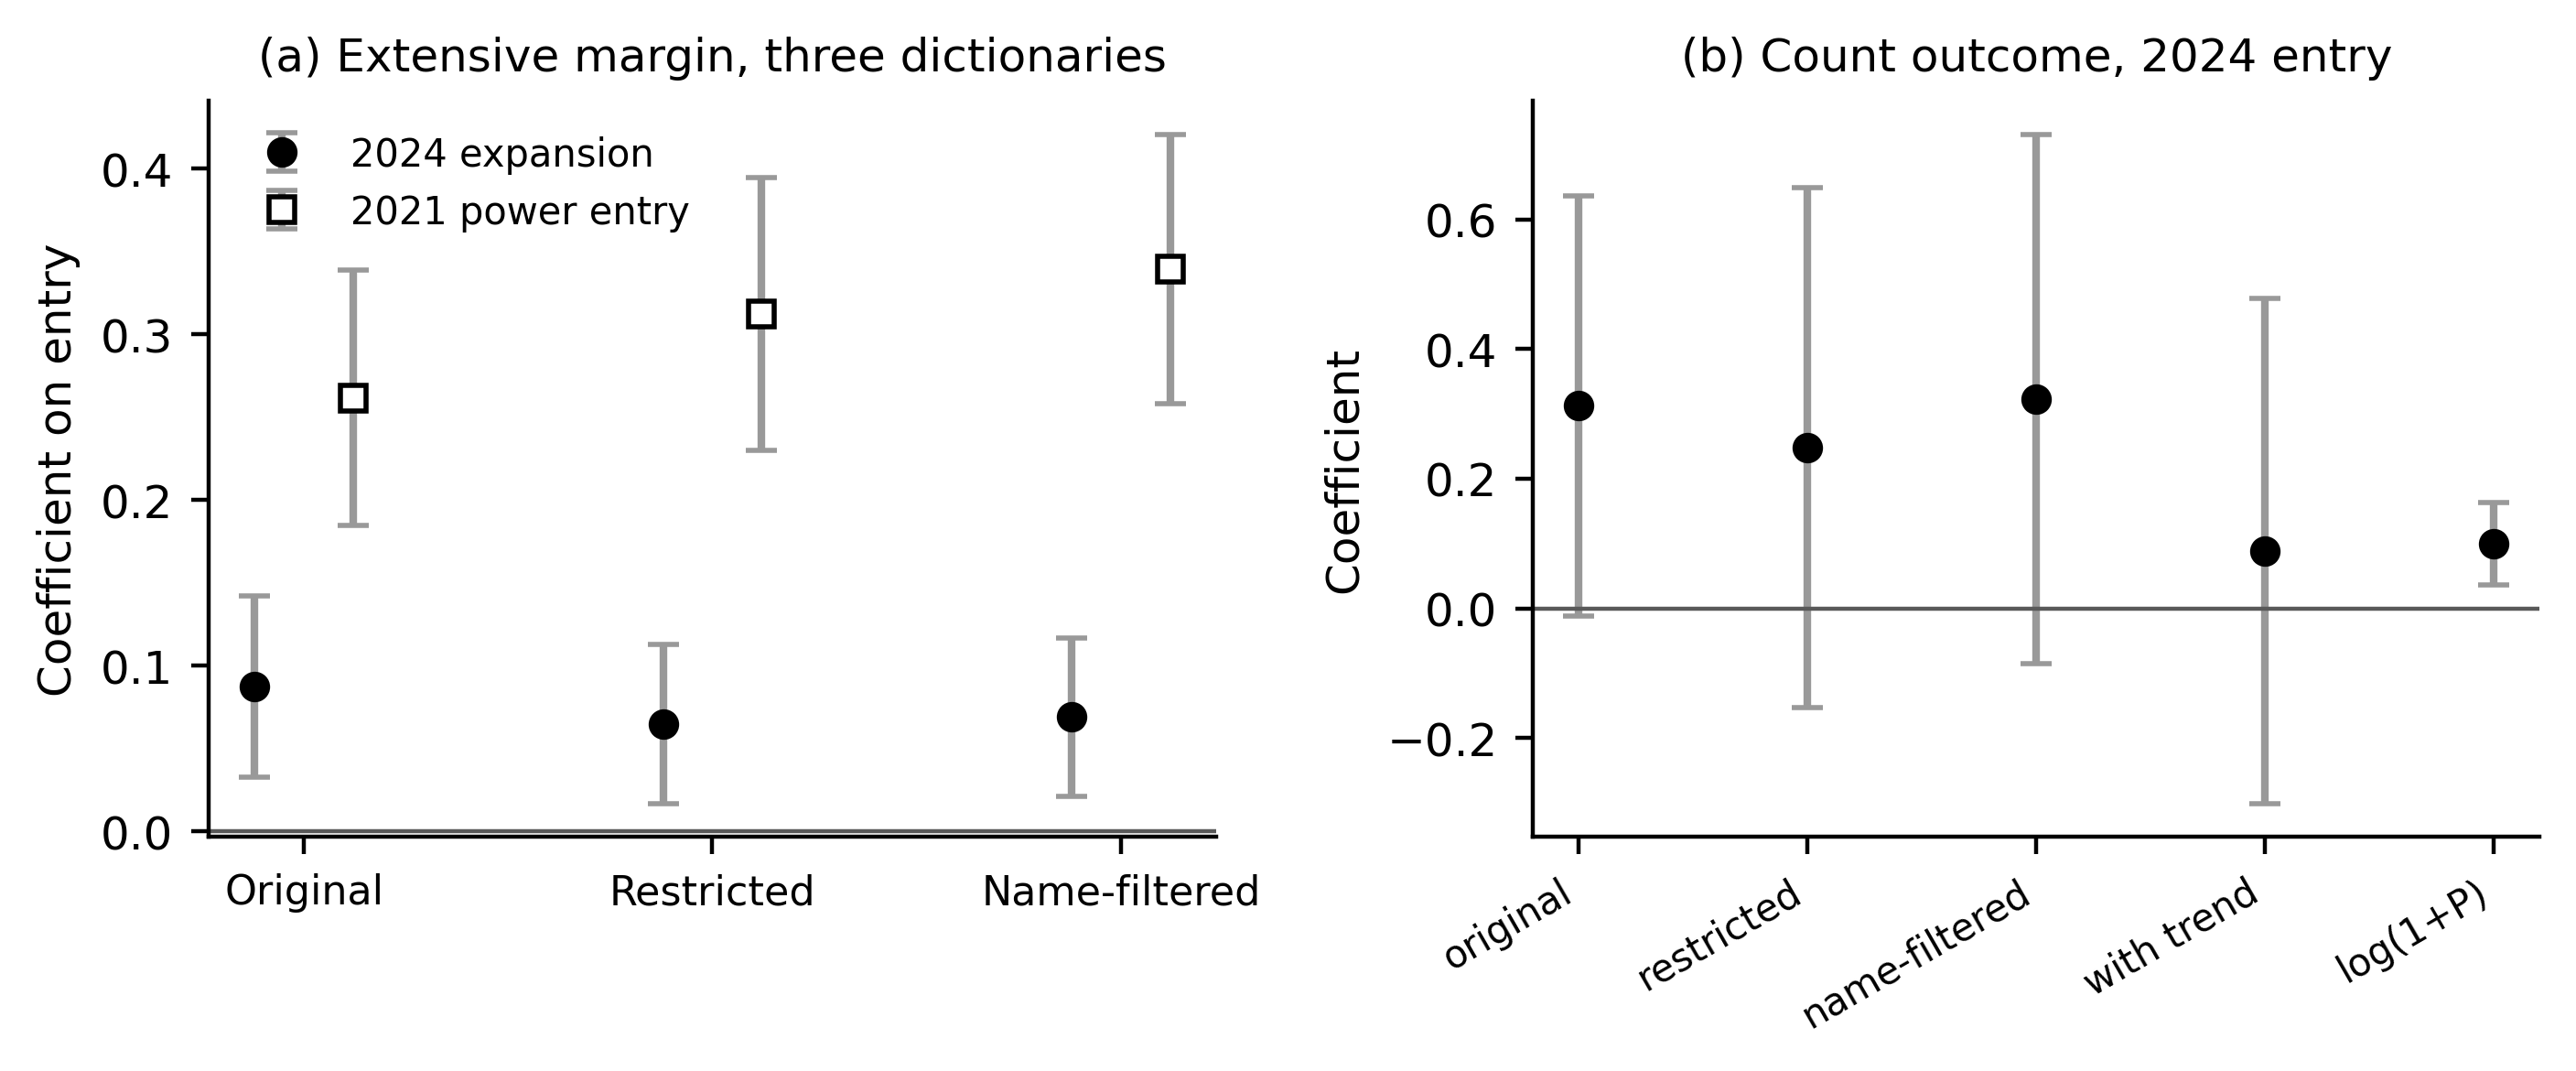 (a) Extensive margin, three dictionaries
2024 expansion
2021 power entry
Coefficient on entry
0.4
0.3
0.2
0.1
0.0
Original
Restricted
Name-filtered
(b) Count outcome, 2024 entry
Coefficient
0.6
0.4
0.2
0.0
−0.2
original
restricted
name-filtered
with trend
log(1+P)